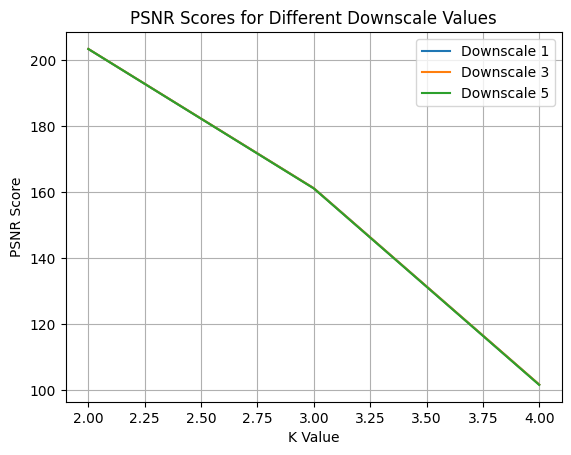 PSNR Scores for Different Downscale Values
Downscale 1
Downscale 3
Downscale 5
PSNR Score
200
180
160
140
120
100
2.00 2.25 2.50 2.75 3.00 3.25 3.50 3.75 4.00
K Value